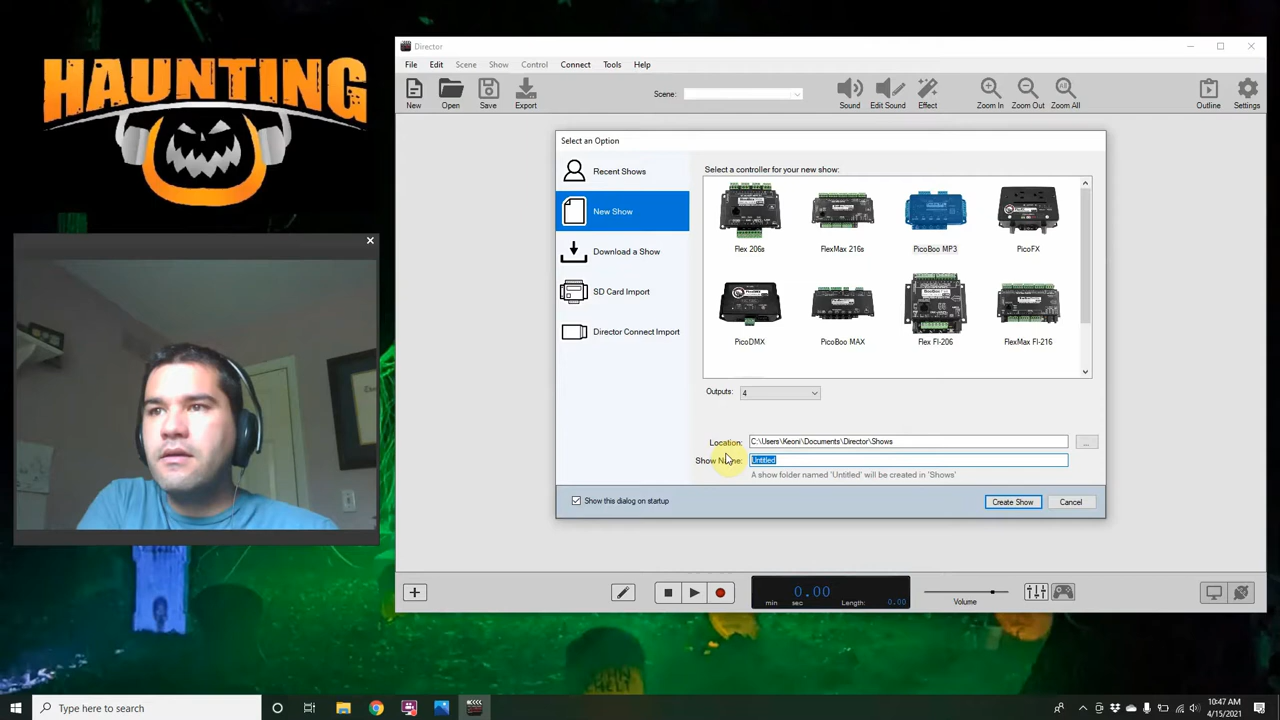 HAUNTING
Director
File Edit Scene Show Control Connect Tools Help
New Open Save Export Scene: Sound Edit Sound Effect Zoom In Zoom Out Zoom All Outline Settings
Select an Option
Recent Shows
New Show
Download a Show
SD Card Import
Director Connect Import
Select a controller for your new show:
Flex 206s FlexMax 216s PicoBoo MP3 PicoFX
PicoDMX PicoBoo MAX Flex FI-206 FlexMax FI-216
Outputs: 4
Location: C:\Users\Keoni\Documents\Director\Shows ...
Show Name: Untitled
A show folder named 'Untitled' will be created in 'Shows'
Show this dialog on startup
Create Show Cancel
0.00
min sec Length: 0.00
Volume
Type here to search
10:47 AM
4/15/2021